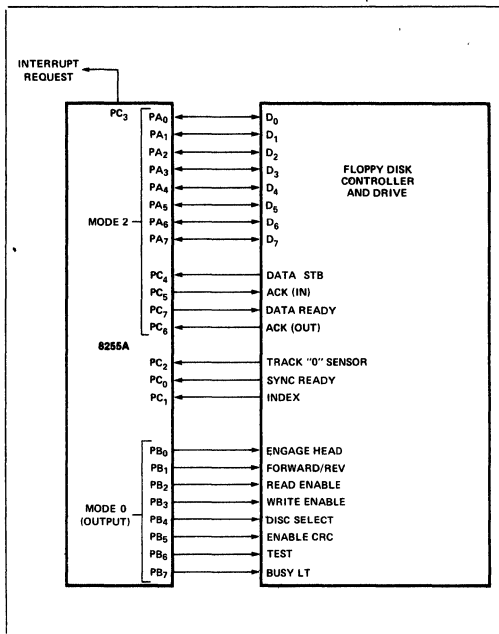 INTERRUPT
REQUEST
PC3
PA0 D0
PA1 D1
PA2 D2
PA3 D3
PA4 D4
PA5 D5
PA6 D6
PA7 D7
FLOPPY DISK
CONTROLLER
AND DRIVE
MODE 2
PC4 DATA STB
PC5 ACK (IN)
PC7 DATA READY
PC6 ACK (OUT)
8255A
PC2 TRACK "0" SENSOR
PC0 SYNC READY
PC1 INDEX
PB0 ENGAGE HEAD
PB1 FORWARD/REV
PB2 READ ENABLE
PB3 WRITE ENABLE
MODE 0
(OUTPUT)
PB4 DISC SELECT
PB5 ENABLE CRC
PB6 TEST
PB7 BUSY LT